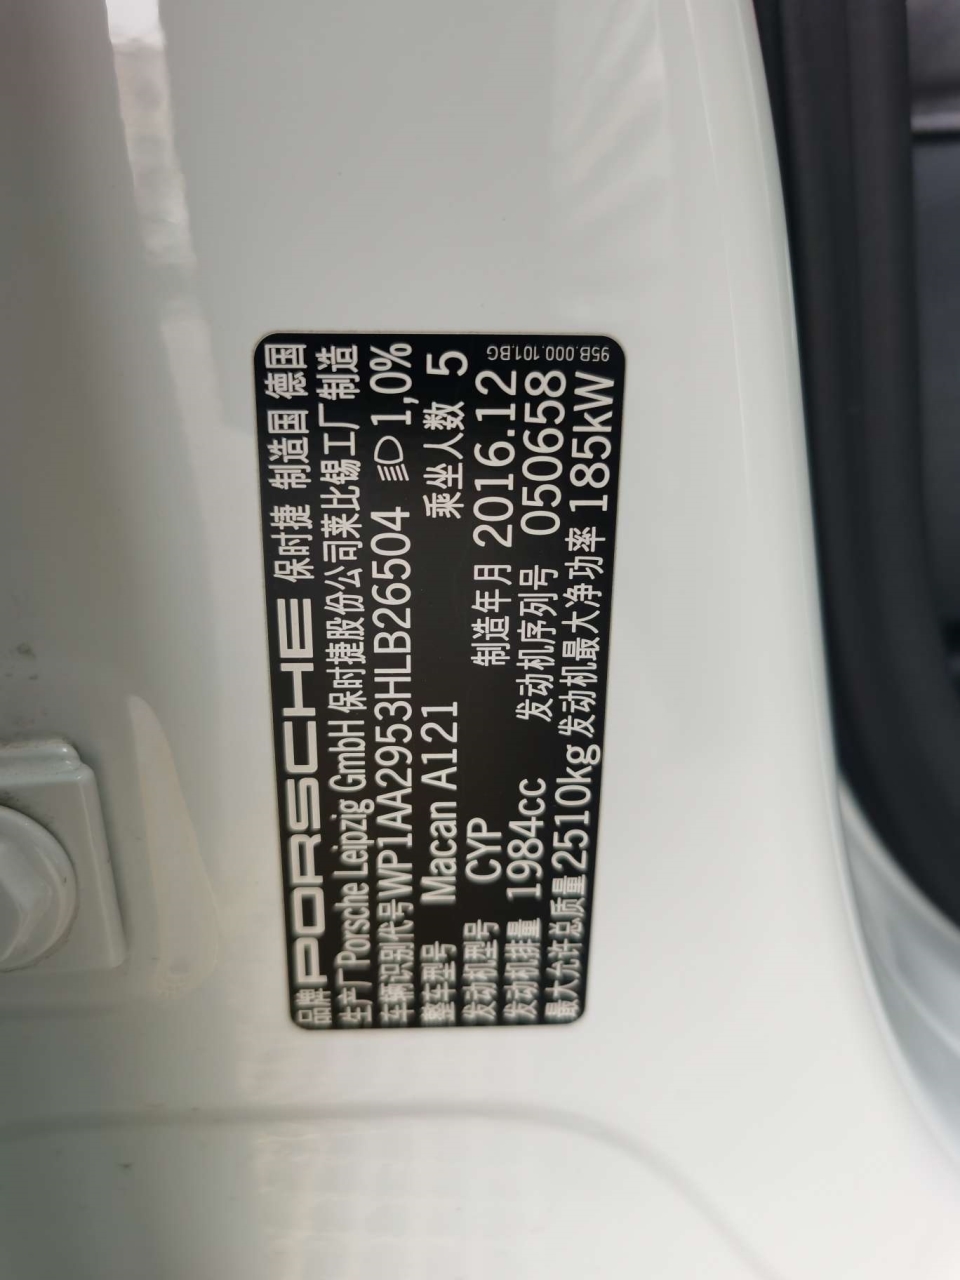 品牌 PORSCHE 保时捷 制造国 德国
生产厂 Porsche Leipzig GmbH 保时捷股份公司莱比锡工厂制造
车辆识别代号 WP1AA2953HLB26504 1,0%
整车型号 Macan A121 乘坐人数 5
发动机型号 CYP 制造年月 2016.12
发动机排量 1984cc 发动机序列号 050658
最大允许总质量 2510kg 发动机最大净功率 185kW
95B.000.101.BG